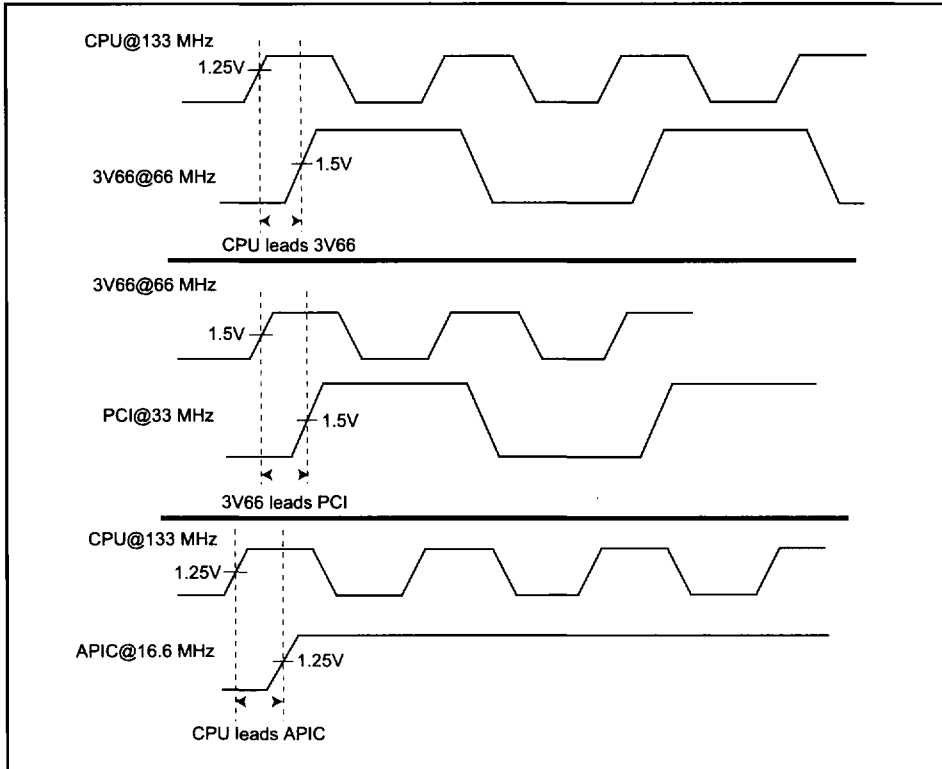 CPU@133 MHz
1.25V
1.5V
3V66@66 MHz
CPU leads 3V66
3V66@66 MHz
1.5V
PCI@33 MHz
1.5V
3V66 leads PCI
CPU@133 MHz
1.25V
APIC@16.6 MHz
1.25V
CPU leads APIC